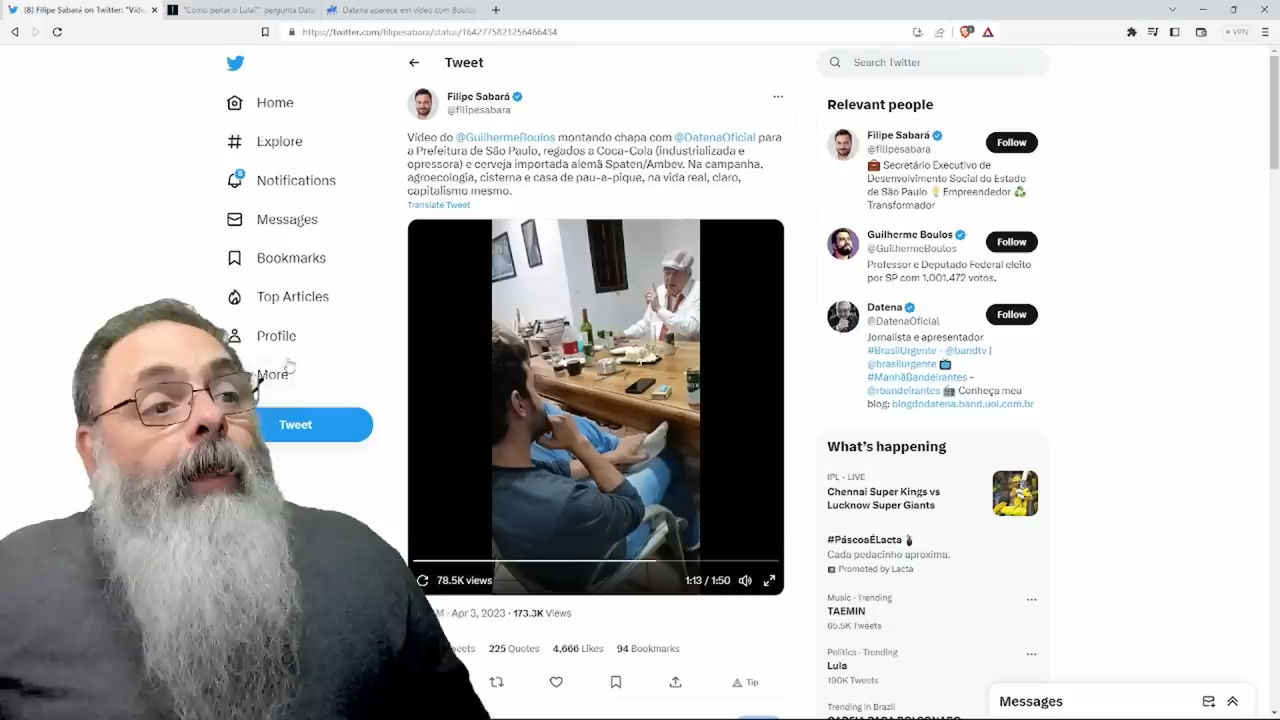 (8) Filipe Sabará on Twitter: "Víde
"Como peitar o Lula?", pergunta Date
Datena aparece em vídeo com Boulos
https://twitter.com/filipesabara/status/1642775821256466434
VPN
Home
Explore
8
Notifications
Messages
Bookmarks
Top Articles
Profile
More
Tweet
Tweet
Filipe Sabará
@filipesabara
Vídeo do @GuilhermeBoulos montando chapa com @DatenaOficial para
a Prefeitura de São Paulo, regados a Coca-Cola (industrializada e
opressora) e cerveja importada alemã Spaten/Ambev. Na campanha,
agroecologia, cisterna e casa de pau-a-pique, na vida real, claro,
capitalismo mesmo.
Translate Tweet
78.5K views
1:13 / 1:50
M · Apr 3, 2023 · 173.3K Views
225 Quotes 4,666 Likes 94 Bookmarks
Tip
Search Twitter
Relevant people
Filipe Sabará
@filipesabara
Follow
💼 Secretário Executivo de
Desenvolvimento Social do Estado
de São Paulo 💡 Empreendedor ♻️
Transformador
Guilherme Boulos
@GuilhermeBoulos
Follow
Professor e Deputado Federal eleito
por SP com 1.001.472 votos.
Datena
@DatenaOficial
Follow
Jornalista e apresentador
#BrasilUrgente - @bandtv |
@brasilurgente 📺
#ManhãBandeirantes -
@rbandeirantes 📻 Conheça meu
blog: blogdodatena.band.uol.com.br
What's happening
IPL · LIVE
Chennai Super Kings vs
Lucknow Super Giants
#PáscoaÉLacta
Cada pedacinho aproxima.
Promoted by Lacta
Music · Trending
TAEMIN
65.5K Tweets
Politics · Trending
Lula
190K Tweets
Trending in Brazil
Messages